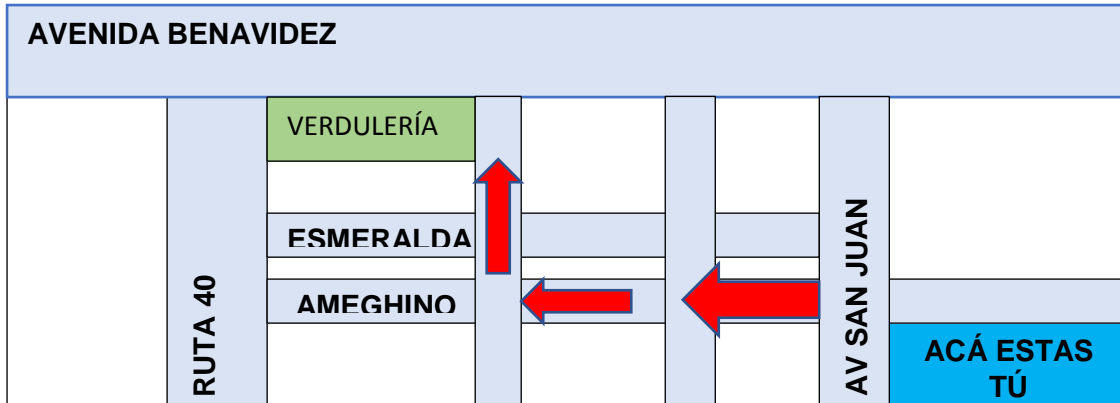 AVENIDA BENAVIDEZ
VERDULERÍA
ESMERALDA
AMEGHINO
RUTA 40
AV SAN JUAN
ACÁ ESTAS
TÚ